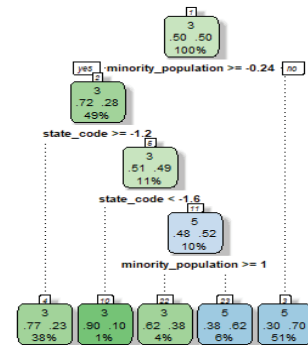 1
3
.50 .50
100%
yes minority_population >= -0.24 no
2
3
.72 .28
49%
state_code >= -1.2
5
3
.51 .49
11%
state_code < -1.6
11
5
.48 .52
10%
minority_population >= 1
4 10 22 23 3
3 3 3 5 5
.77 .23 .90 .10 .62 .38 .38 .62 .30 .70
38% 1% 4% 6% 51%